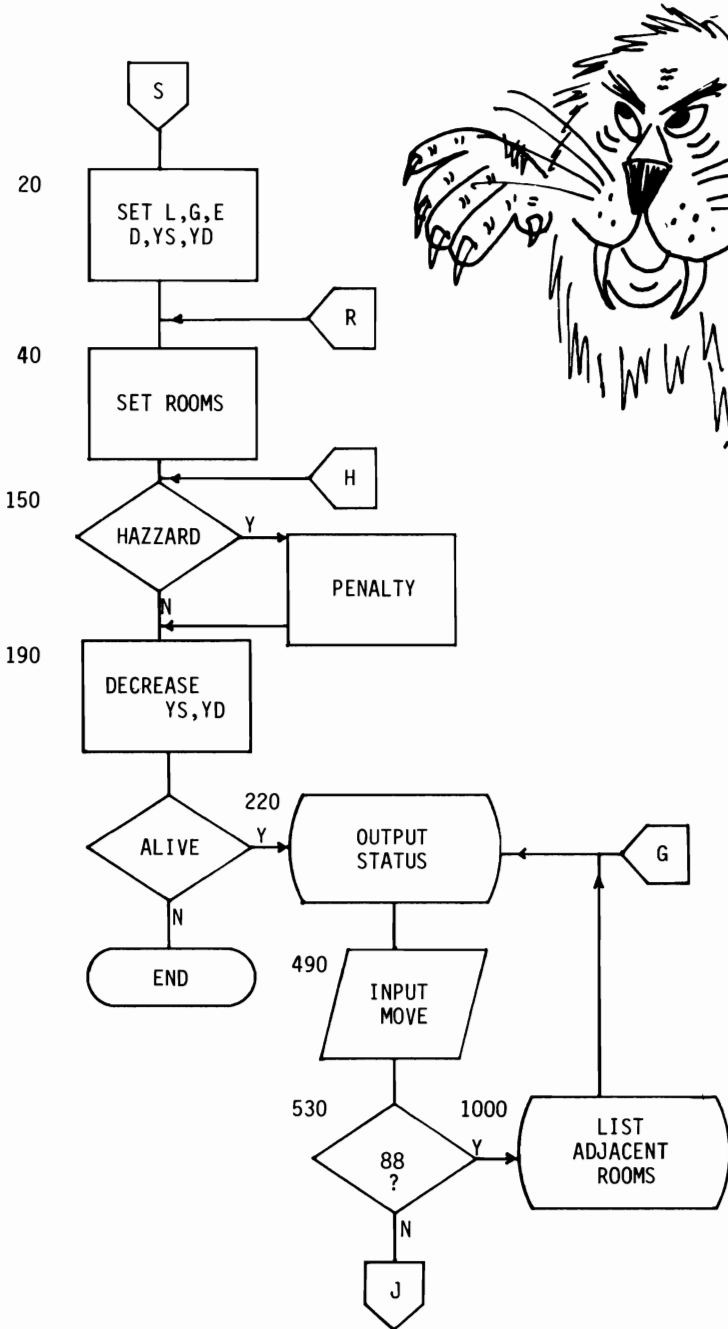 S
20
SET L,G,E
D,YS,YD
R
40
SET ROOMS
H
150
HAZZARD
Y
PENALTY
N
190
DECREASE
YS,YD
220
ALIVE
Y
OUTPUT
STATUS
G
N
END
490
INPUT
MOVE
530
1000
88
?
Y
LIST
ADJACENT
ROOMS
N
J